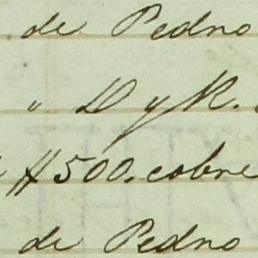 de Pedro
" D y R.
$500. cobre
de Pedro